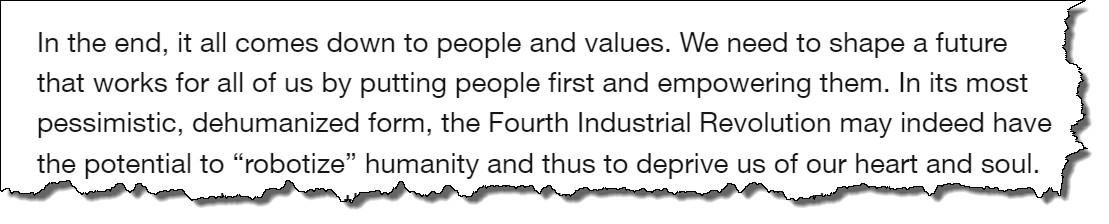 In the end, it all comes down to people and values. We need to shape a future
that works for all of us by putting people first and empowering them. In its most
pessimistic, dehumanized form, the Fourth Industrial Revolution may indeed have
the potential to “robotize” humanity and thus to deprive us of our heart and soul.